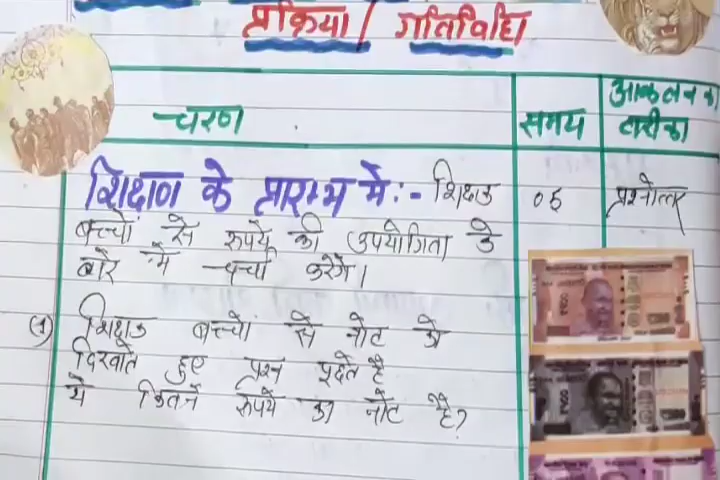 प्रक्रिया / गतिविधि
चरण समय आकलन का तरीका
शिक्षण के प्रारम्भ में:- शिक्षक 05 प्रश्नोत्तर
बच्चों से रुपये की उपयोगिता के
बारे में चर्चा करेंगे।
(1) शिक्षक बच्चों से नोट को
दिखाते हुए प्रश्न पूछते है
ये कितने रुपये का नोट है?